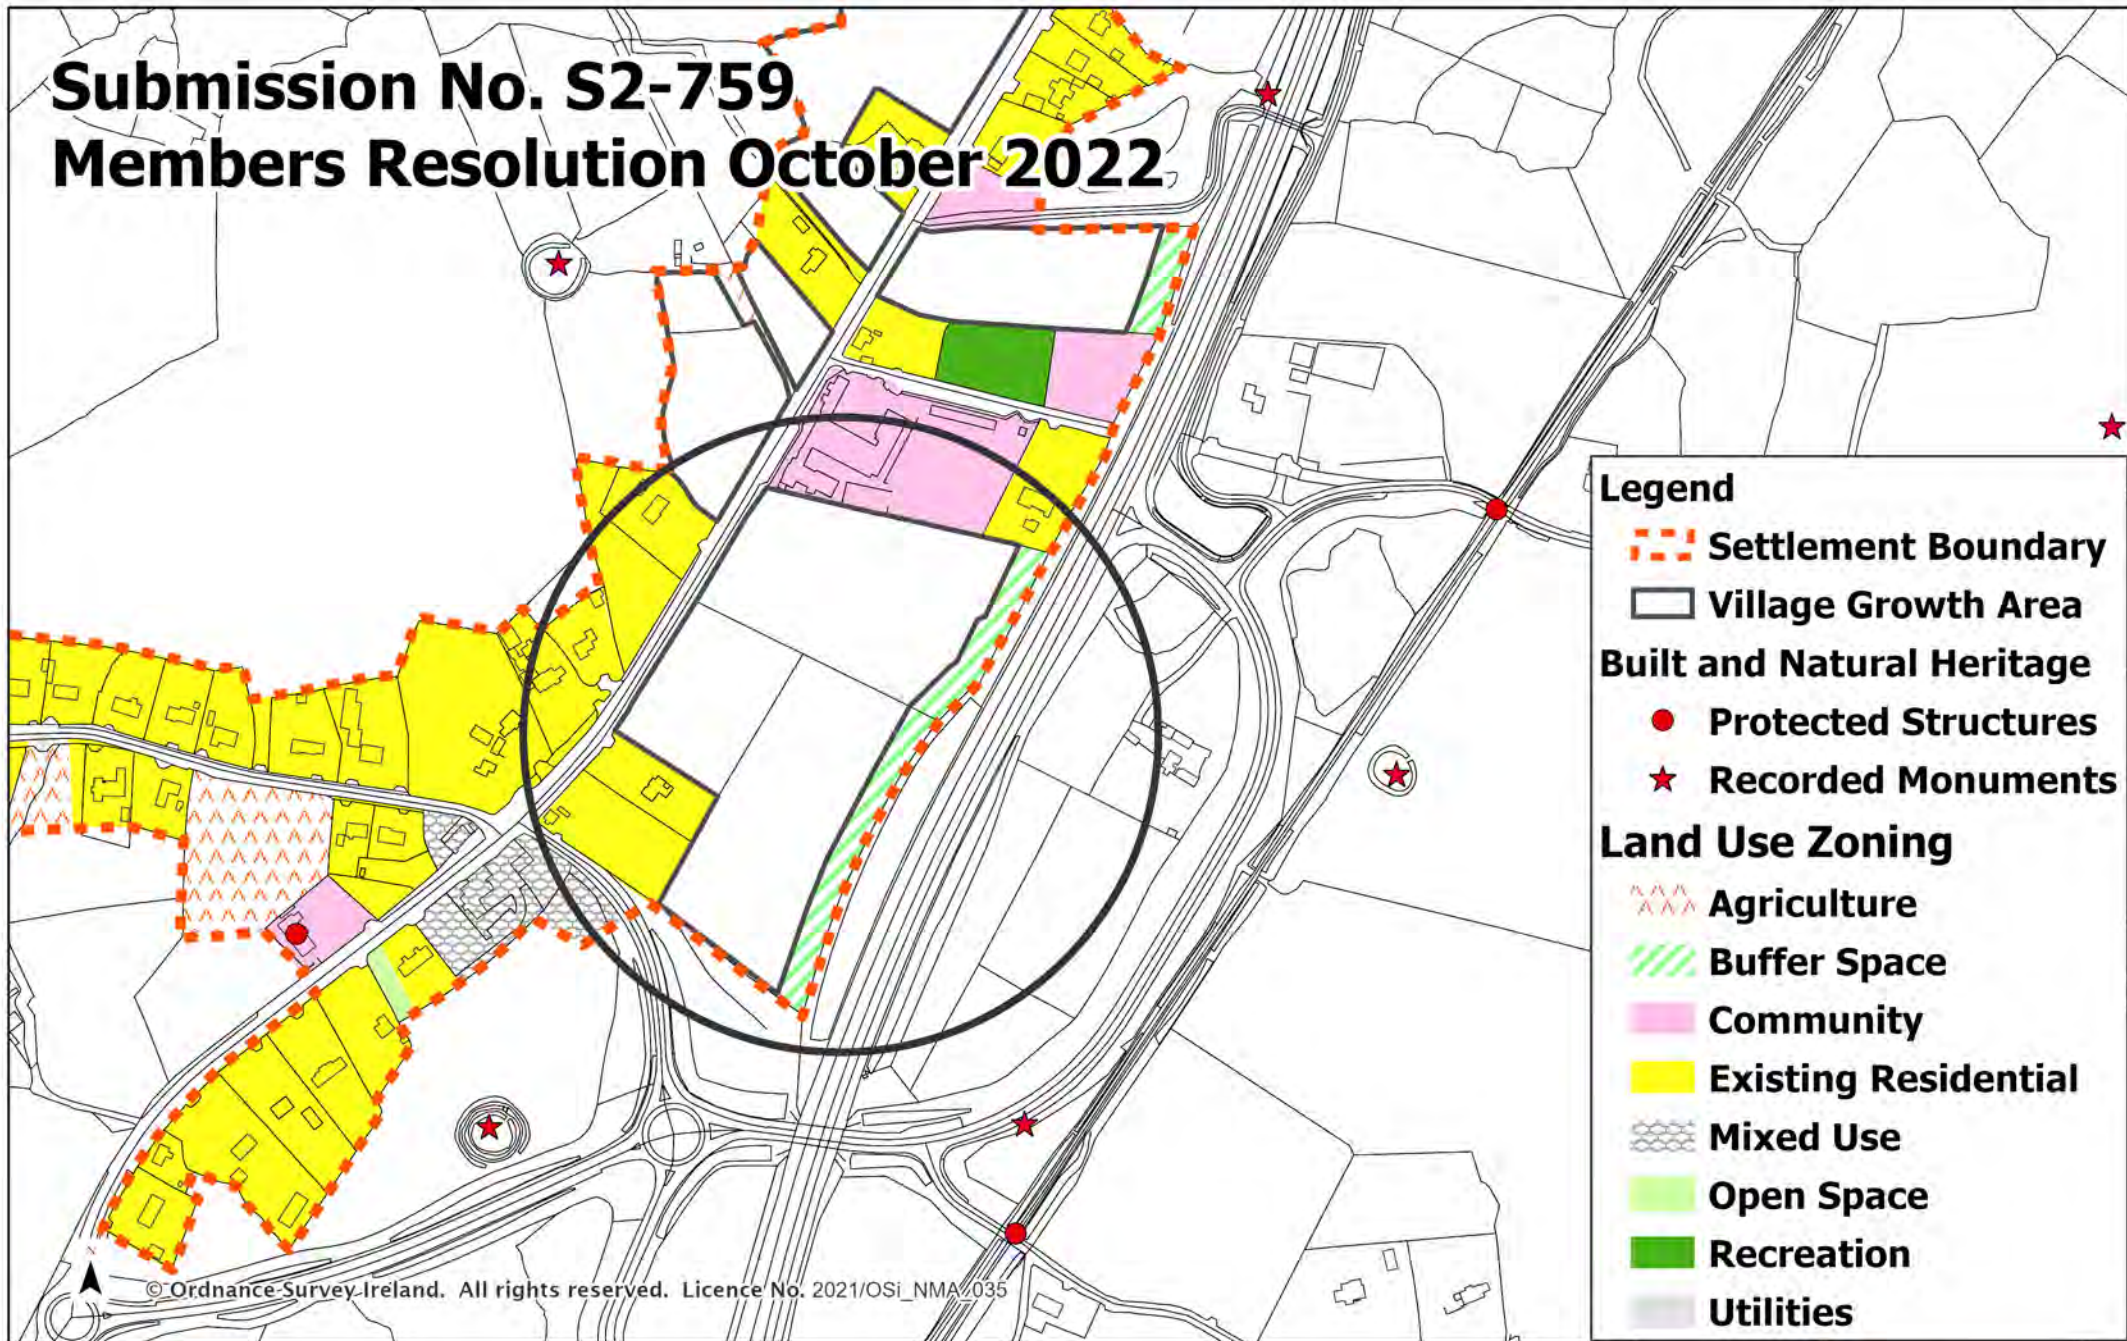 Submission No. S2-759
Members Resolution October 2022
Legend
Settlement Boundary
Village Growth Area
Built and Natural Heritage
Protected Structures
Recorded Monuments
Land Use Zoning
Agriculture
Buffer Space
Community
Existing Residential
Mixed Use
Open Space
Recreation
Utilities
© Ordnance Survey Ireland. All rights reserved. Licence No. 2021/OSi_NMA_035